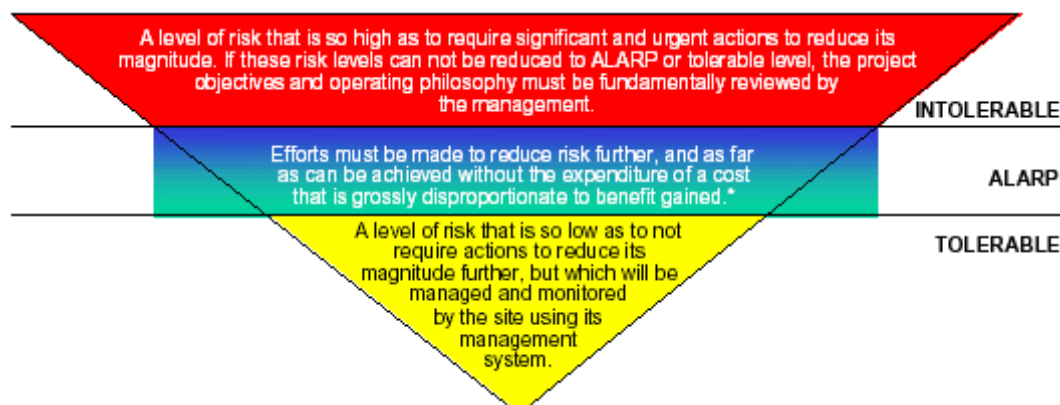 A level of risk that is so high as to require significant and urgent actions to reduce its
magnitude. If these risk levels can not be reduced to ALARP or tolerable level, the project
objectives and operating philosophy must be fundamentally reviewed by
the management.
INTOLERABLE
Efforts must be made to reduce risk further, and as far
as can be achieved without the expenditure of a cost
that is grossly disproportionate to benefit gained.*
ALARP
A level of risk that is so low as to not
require actions to reduce its
magnitude further, but which will be
managed and monitored
by the site using its
management
system.
TOLERABLE